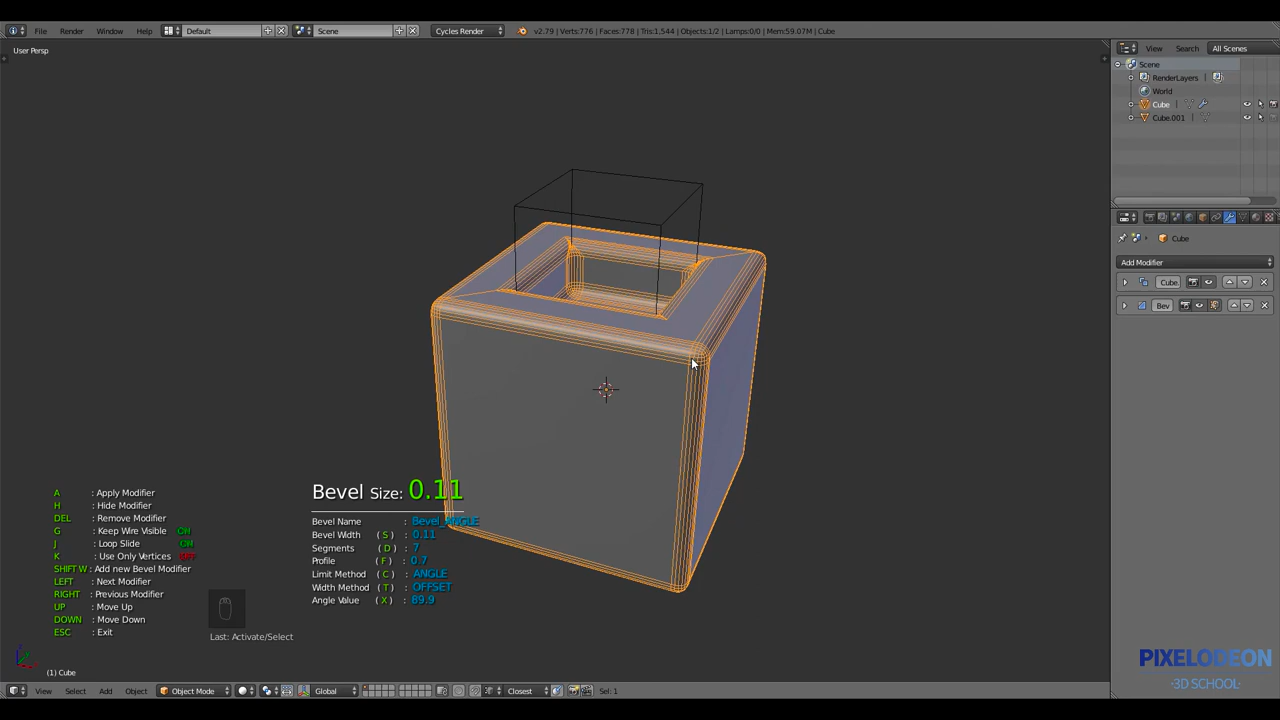 File Render Window Help Default Scene Cycles Render v2.79 | Verts:776 | Faces:778 | Tris:1,544 | Objects:1/2 | Lamps:0/0 | Mem:59.07M | Cube
User Persp
View Search All Scenes
Scene
RenderLayers |
World
Cube |
Cube.001 |
Cube
Add Modifier
Cube
Bev
Bevel Size: 0.11
Bevel Name : Bevel_ANGLE
Bevel Width ( S ) : 0.11
Segments ( D ) : 7
Profile ( F ) : 0.7
Limit Method ( C ) : ANGLE
Width Method ( T ) : OFFSET
Angle Value ( X ) : 89.9
A : Apply Modifier
H : Hide Modifier
DEL : Remove Modifier
G : Keep Wire Visible ON
J : Loop Slide ON
K : Use Only Vertices OFF
SHIFT W : Add new Bevel Modifier
LEFT : Next Modifier
RIGHT : Previous Modifier
UP : Move Up
DOWN : Move Down
ESC : Exit
Last: Activate/Select
(1) Cube
PIXELODEON
·3D SCHOOL·
View Select Add Object Object Mode Global Closest Sel: 1